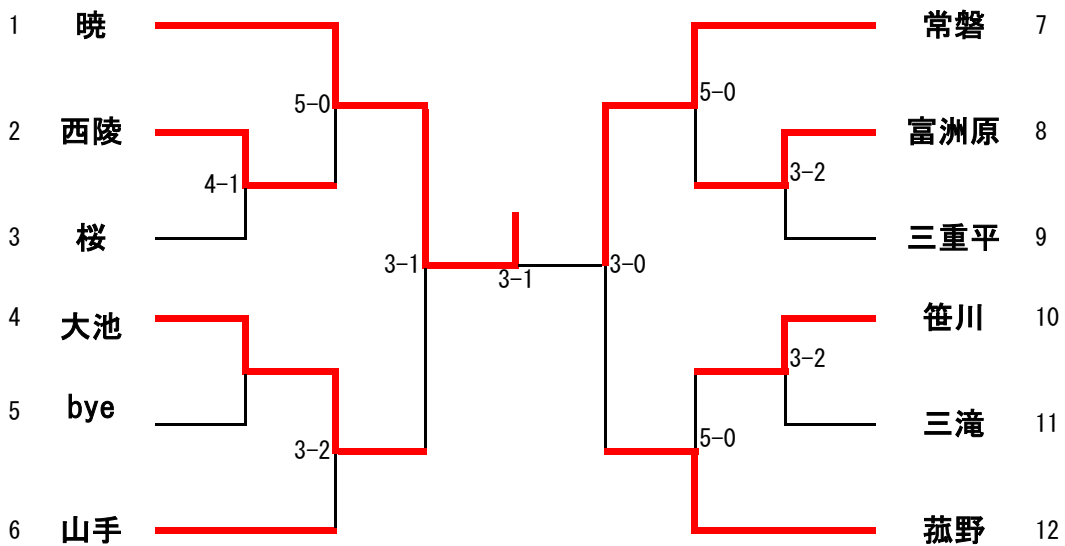 1 暁
5-0
2 西陵
4-1
3 桜
3-1
4 大池
5 bye
3-2
6 山手
3-1
常磐 7
5-0
富洲原 8
3-2
三重平 9
3-0
笹川 10
3-2
三滝 11
5-0
菰野 12